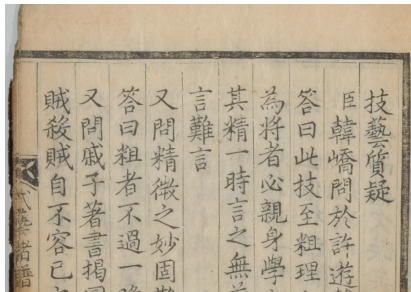 技藝質疑
臣韓嶠問於許遊
答曰此技至粗理
為將者必親身學
其精一時言之無
言難言
又問精微之妙固
答曰粗者不過一
又問戚子著書揭
賊殺賊自不容已
武藝諸譜